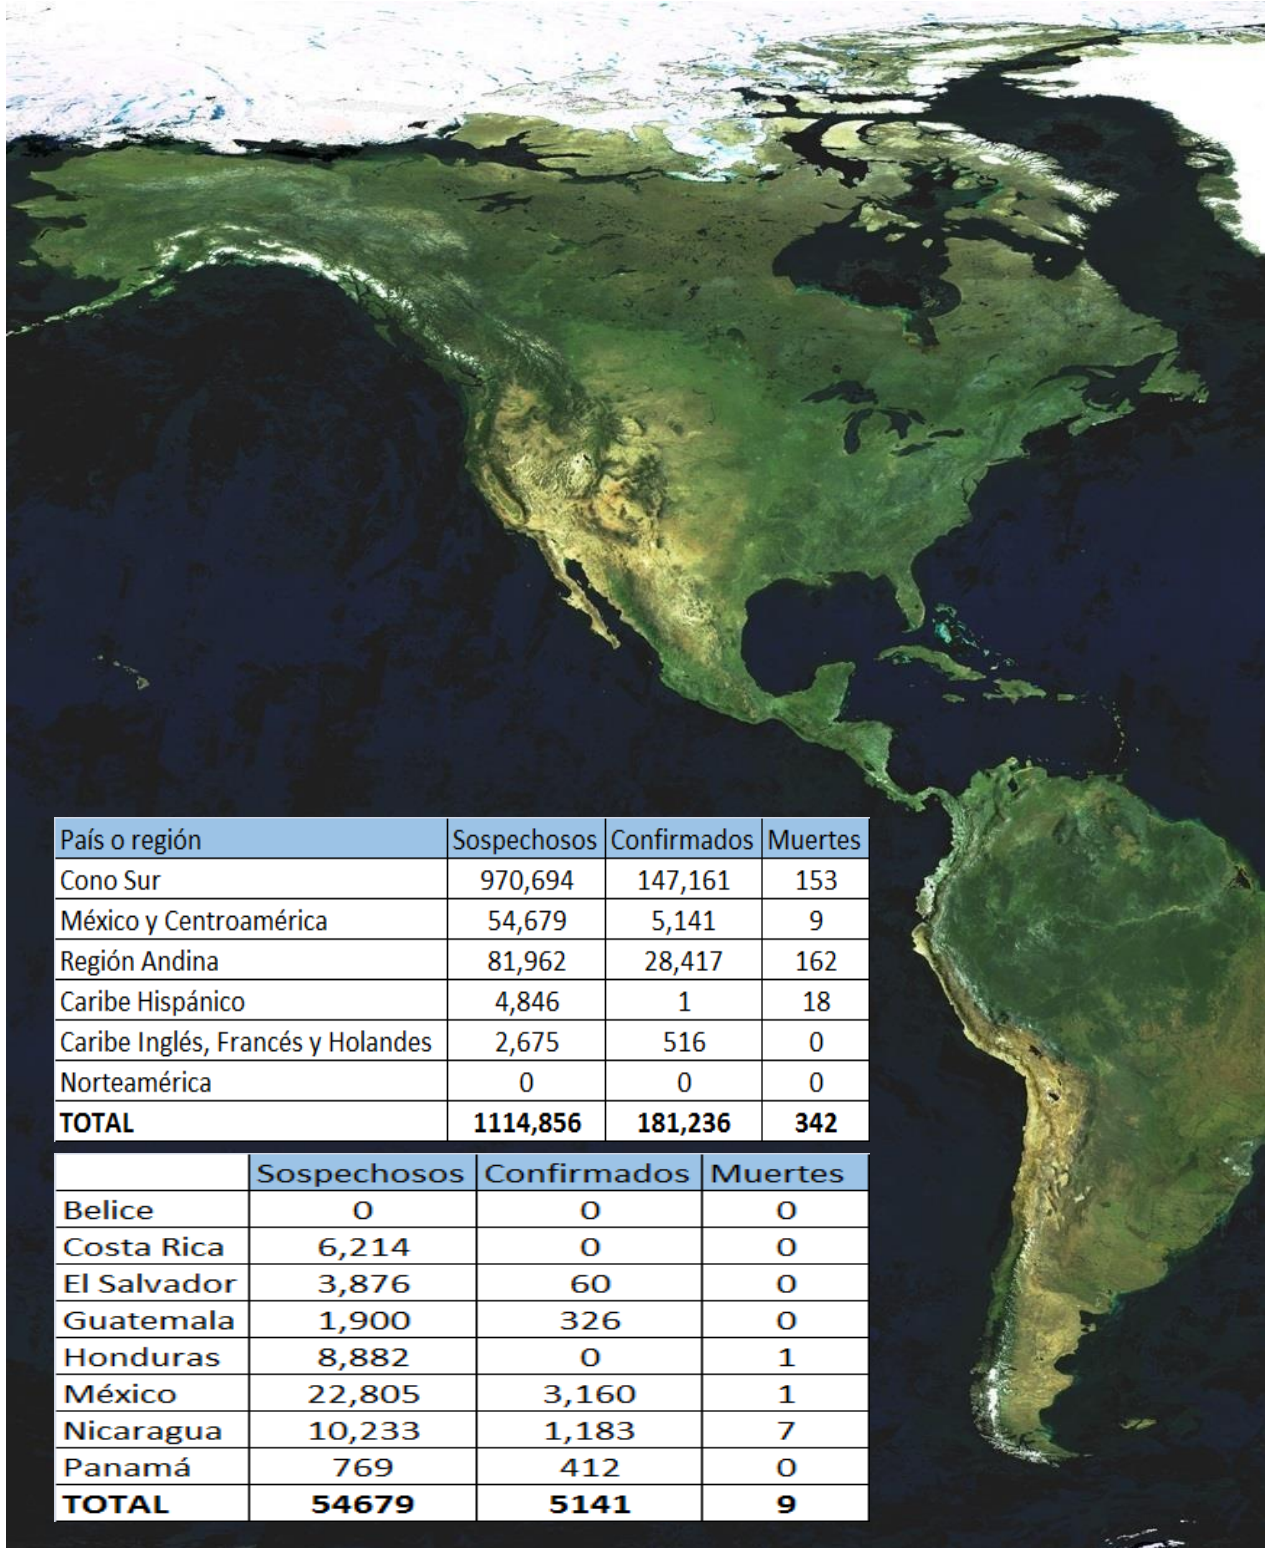 País o región Sospechosos Confirmados Muertes
Cono Sur 970,694 147,161 153
México y Centroamérica 54,679 5,141 9
Región Andina 81,962 28,417 162
Caribe Hispánico 4,846 1 18
Caribe Inglés, Francés y Holandes 2,675 516 0
Norteamérica 0 0 0
TOTAL 1114,856 181,236 342
Sospechosos Confirmados Muertes
Belice 0 0 0
Costa Rica 6,214 0 0
El Salvador 3,876 60 0
Guatemala 1,900 326 0
Honduras 8,882 0 1
México 22,805 3,160 1
Nicaragua 10,233 1,183 7
Panamá 769 412 0
TOTAL 54679 5141 9